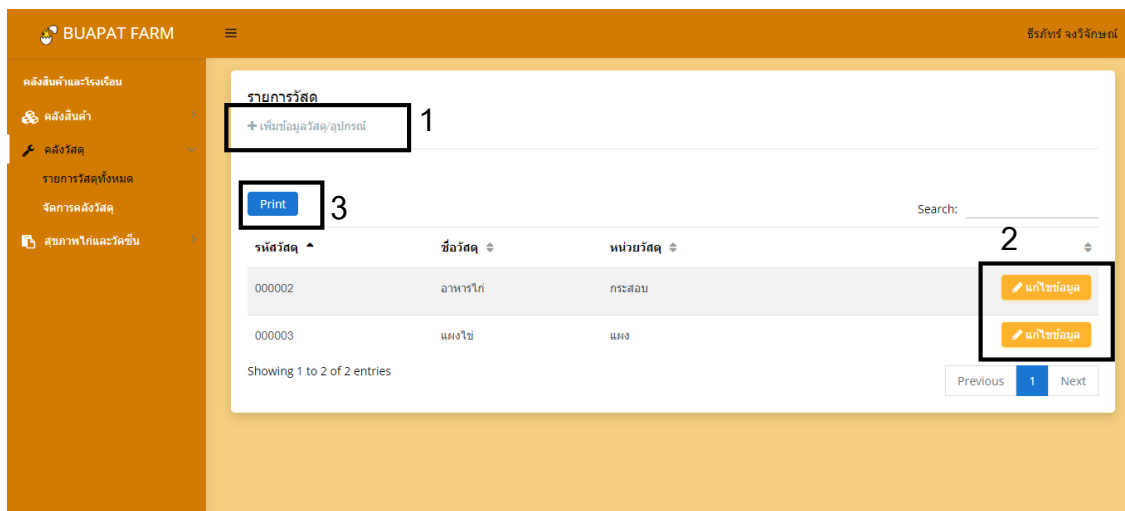 BUAPAT FARM
ธีรภัทร์ จงวิจักษณ์
คลังสินค้าและโรงเรือน
คลังสินค้า
คลังวัสดุ
รายการวัสดุทั้งหมด
จัดการคลังวัสดุ
สุขภาพไก่และวัคซีน
รายการวัสดุ
+ เพิ่มข้อมูลวัสดุ/อุปกรณ์
1
Print
3
Search:
2
รหัสวัสดุ ชื่อวัสดุ หน่วยวัสดุ
000002 อาหารไก่ กระสอบ แก้ไขข้อมูล
000003 แผงไข่ แผง แก้ไขข้อมูล
Showing 1 to 2 of 2 entries
Previous 1 Next